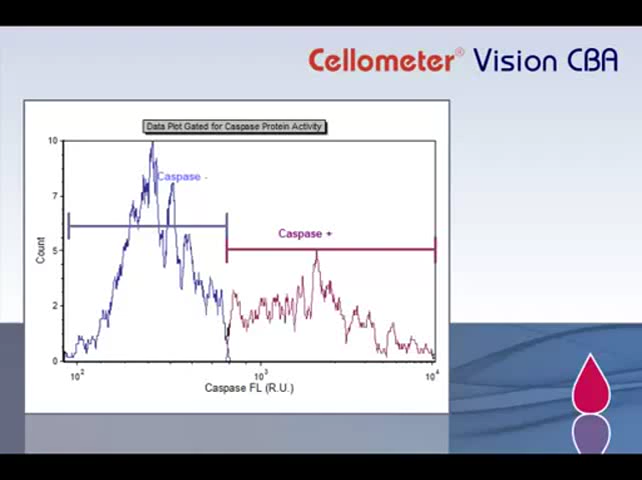 Cellometer® Vision CBA
Data Plot Gated for Caspase Protein Activity
10
Caspase -
7
Caspase +
Count
5
2
0
10²
10³
10⁴
Caspase FL (R.U.)